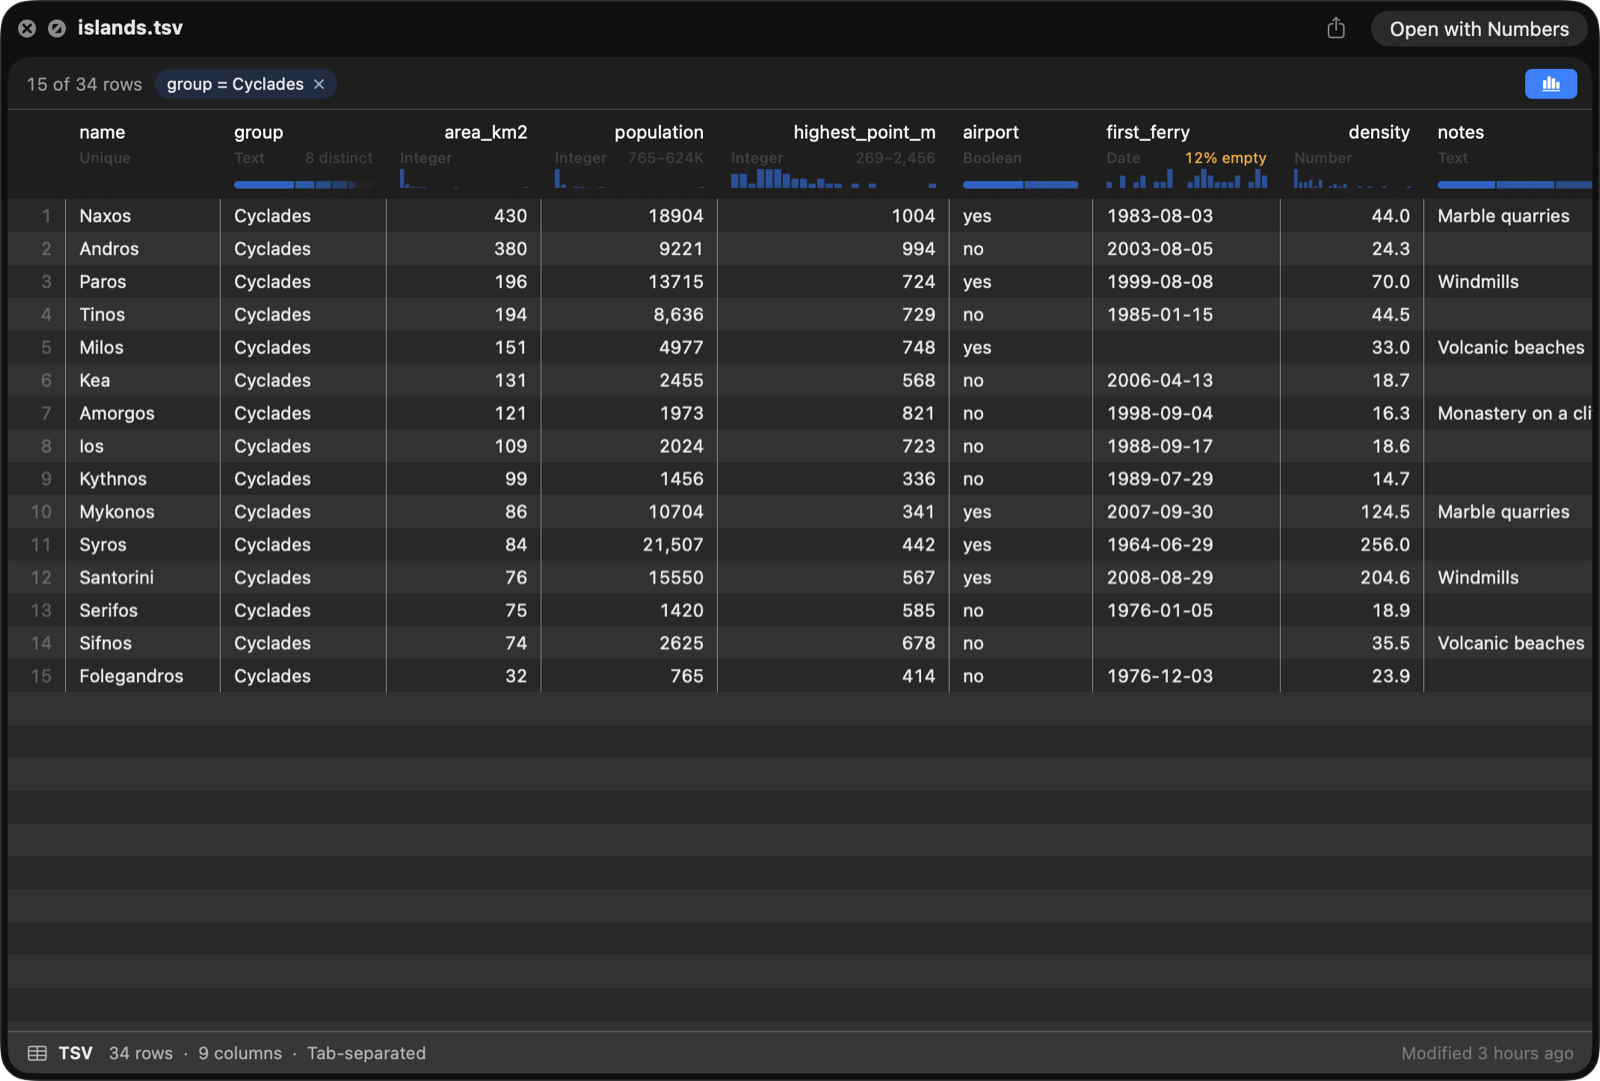 islands.tsv
Open with Numbers
15 of 34 rows group = Cyclades ×
name group area_km2 population highest_point_m airport first_ferry density notes
Unique Text 8 distinct Integer Integer 765–624K Integer 269–2,456 Boolean Date 12% empty Number Text
1 Naxos Cyclades 430 18904 1004 yes 1983-08-03 44.0 Marble quarries
2 Andros Cyclades 380 9221 994 no 2003-08-05 24.3
3 Paros Cyclades 196 13715 724 yes 1999-08-08 70.0 Windmills
4 Tinos Cyclades 194 8,636 729 no 1985-01-15 44.5
5 Milos Cyclades 151 4977 748 yes 33.0 Volcanic beaches
6 Kea Cyclades 131 2455 568 no 2006-04-13 18.7
7 Amorgos Cyclades 121 1973 821 no 1998-09-04 16.3 Monastery on a cli
8 Ios Cyclades 109 2024 723 no 1988-09-17 18.6
9 Kythnos Cyclades 99 1456 336 no 1989-07-29 14.7
10 Mykonos Cyclades 86 10704 341 yes 2007-09-30 124.5 Marble quarries
11 Syros Cyclades 84 21,507 442 yes 1964-06-29 256.0
12 Santorini Cyclades 76 15550 567 yes 2008-08-29 204.6 Windmills
13 Serifos Cyclades 75 1420 585 no 1976-01-05 18.9
14 Sifnos Cyclades 74 2625 678 no 35.5 Volcanic beaches
15 Folegandros Cyclades 32 765 414 no 1976-12-03 23.9
TSV 34 rows · 9 columns · Tab-separated
Modified 3 hours ago